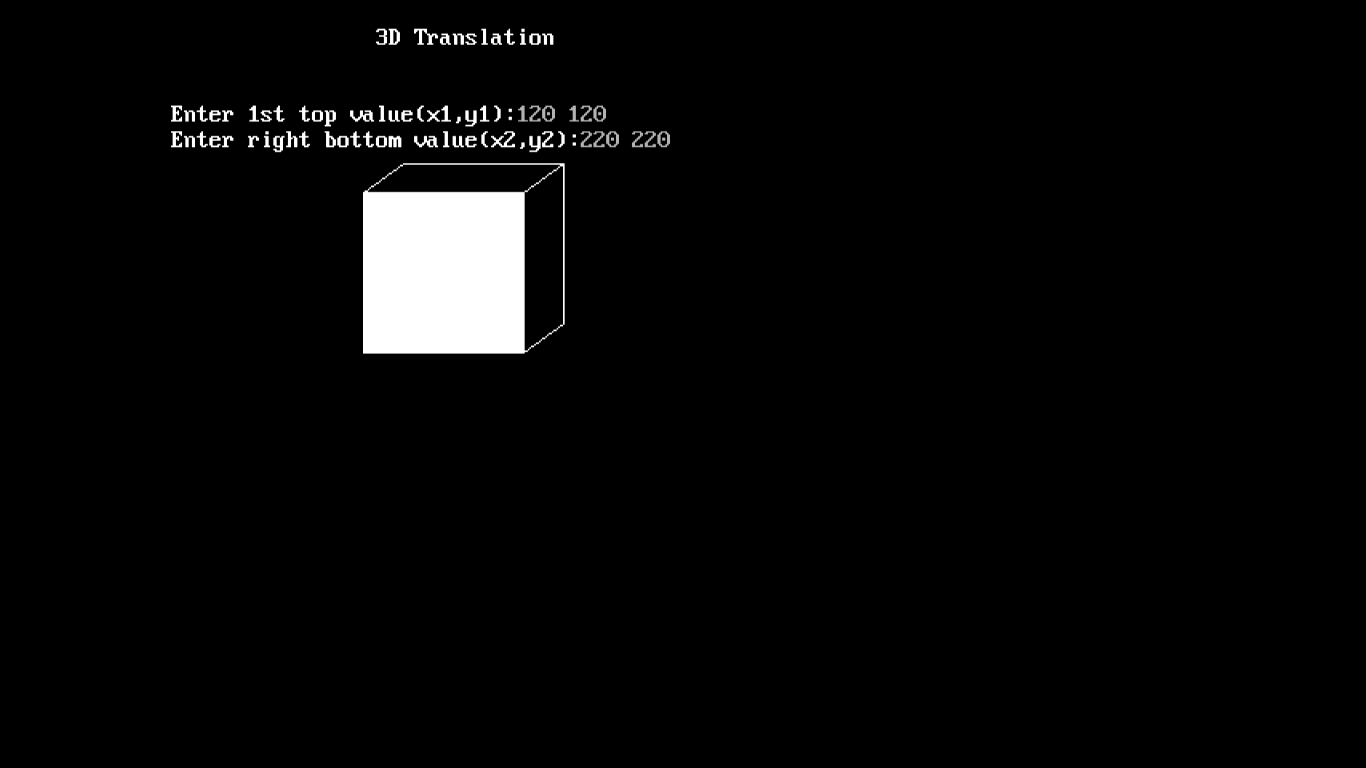 3D Translation
Enter 1st top value(x1,y1):120 120
Enter right bottom value(x2,y2):220 220